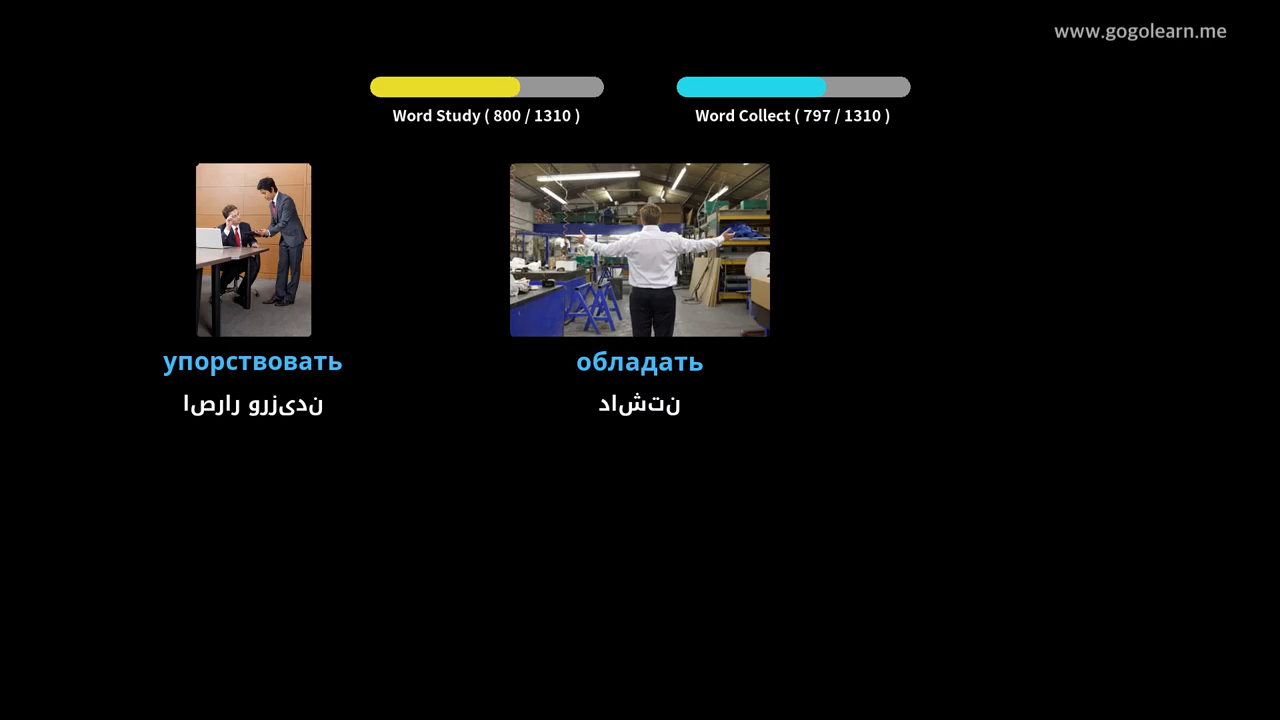 www.gogolearn.me
Word Study ( 800 / 1310 )
Word Collect ( 797 / 1310 )
упорствовать
обладать
اصرار ورزیدن
داشتن